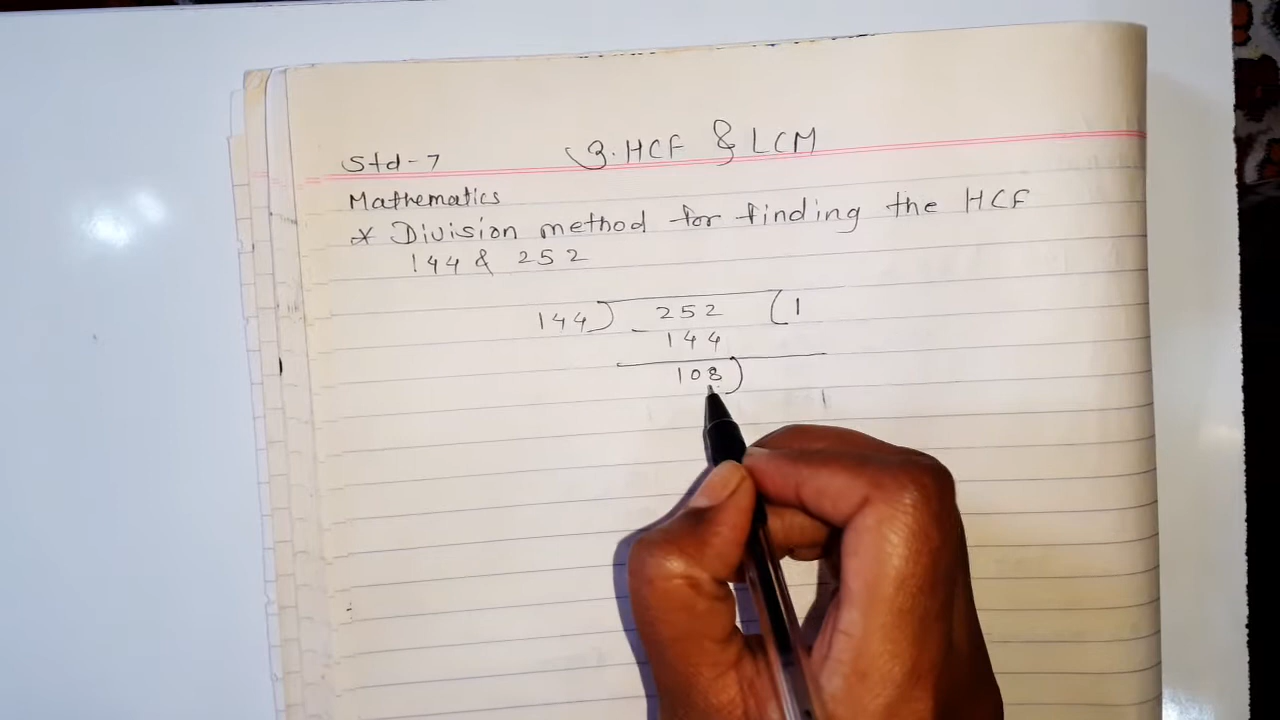 Std-7
3. HCF & LCM
Mathematics
* Division method for finding the HCF
144 & 252
144) 252 (1
144
108)